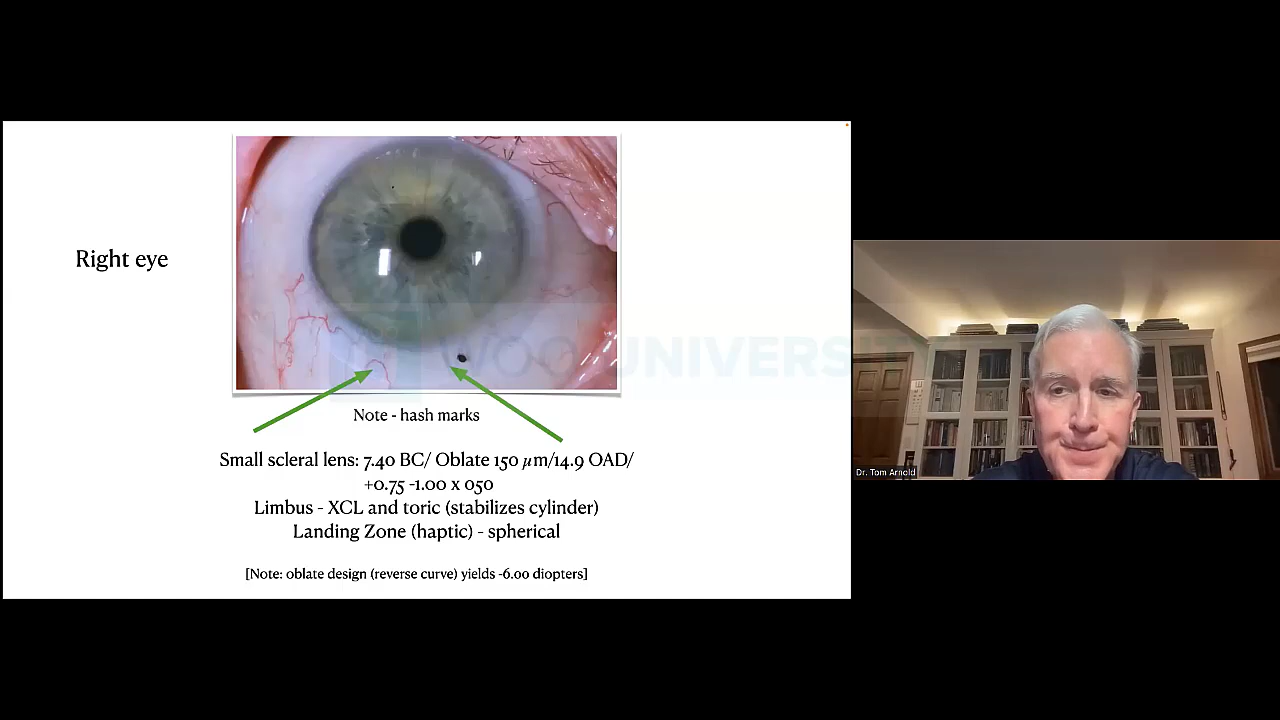 Right eye
Note - hash marks
Small scleral lens: 7.40 BC/ Oblate 150 µm/14.9 OAD/
+0.75 -1.00 x 050
Limbus - XCL and toric (stabilizes cylinder)
Landing Zone (haptic) - spherical
[Note: oblate design (reverse curve) yields -6.00 diopters]
WOO UNIVERSITY
Dr. Tom Arnold